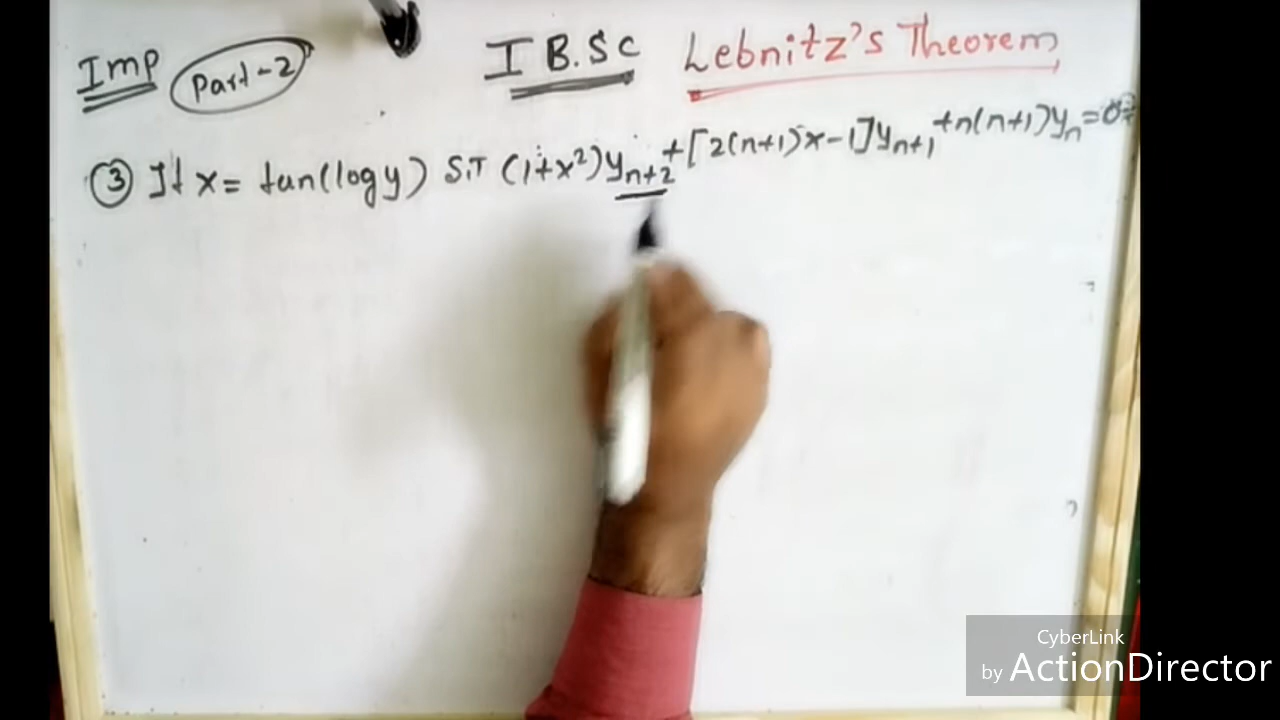 Imp Part-2 I B.Sc Lebnitz's Theorem
③ If x = tan(log y) S.T (1+x²)yₙ₊₂ + [2(n+1)x-1]yₙ₊₁ + n(n+1)yₙ = 0
CyberLink
by ActionDirector